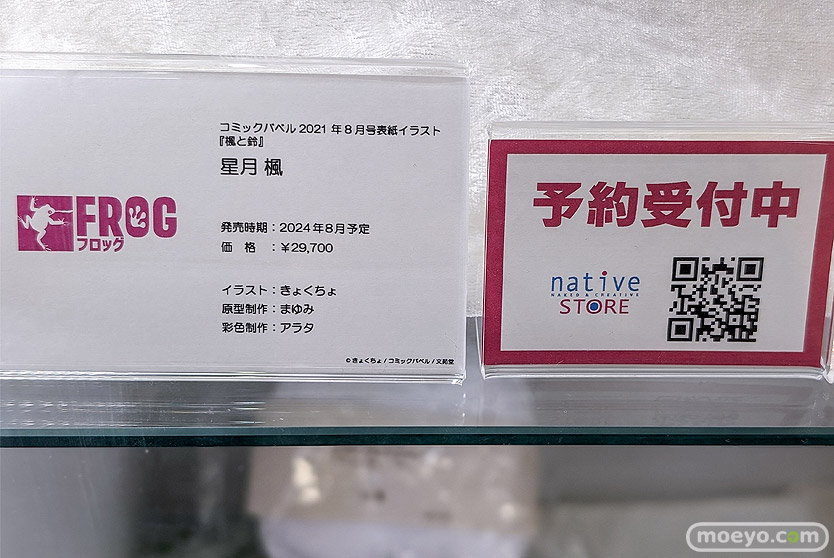 コミックバベル2021年8月号表紙イラスト
『楓と鈴』
星月 楓
FROG
フロッグ
発売時期：2024年8月予定
価　格　：￥29,700
イラスト：きょくちょ
原型制作：まゆみ
彩色制作：アラタ
©きょくちょ/コミックバベル/文苑堂
予約受付中
native
NAKED & CREATIVE
STORE
moeyo.com